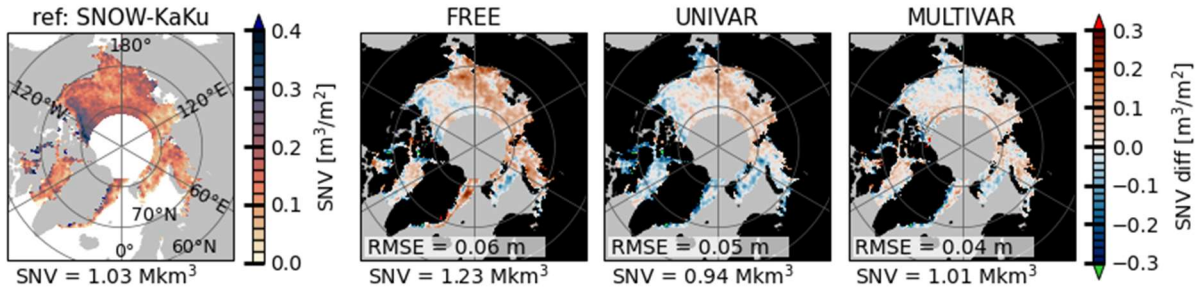 ref: SNOW-KaKu
180°
120°W
120°E
60°E
70°N
0°
60°N
SNV = 1.03 Mkm³
0.4
0.3
0.2
0.1
0.0
SNV [m³/m²]
FREE
RMSE = 0.06 m
SNV = 1.23 Mkm³
UNIVAR
RMSE = 0.05 m
SNV = 0.94 Mkm³
MULTIVAR
RMSE = 0.04 m
SNV = 1.01 Mkm³
0.3
0.2
0.1
0.0
−0.1
−0.2
−0.3
SNV diff [m³/m²]